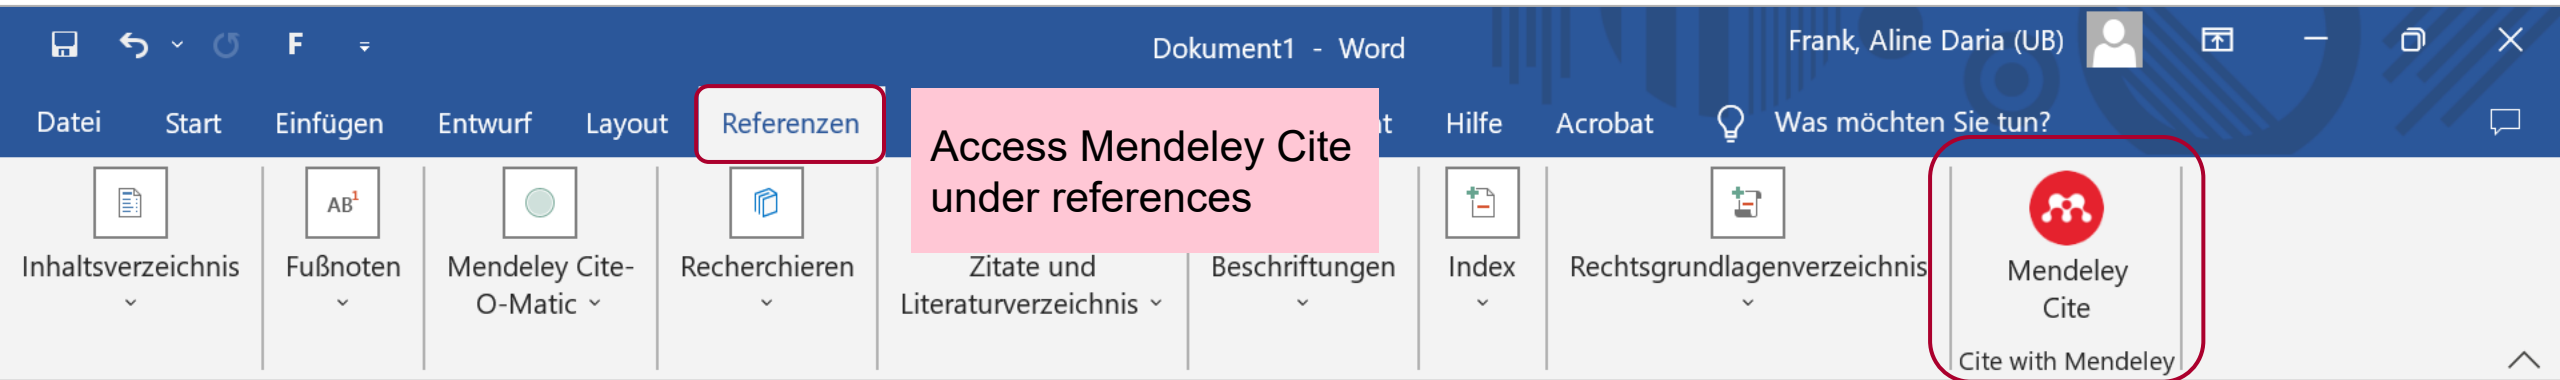 F
Dokument1 - Word
Frank, Aline Daria (UB)
Datei
Start
Einfügen
Entwurf
Layout
Referenzen
Hilfe
Acrobat
Was möchten Sie tun?
Access Mendeley Cite
under references
AB1
Inhaltsverzeichnis
Fußnoten
Mendeley Cite-
O-Matic
Recherchieren
Zitate und
Literaturverzeichnis
Beschriftungen
Index
Rechtsgrundlagenverzeichnis
Mendeley
Cite
Cite with Mendeley